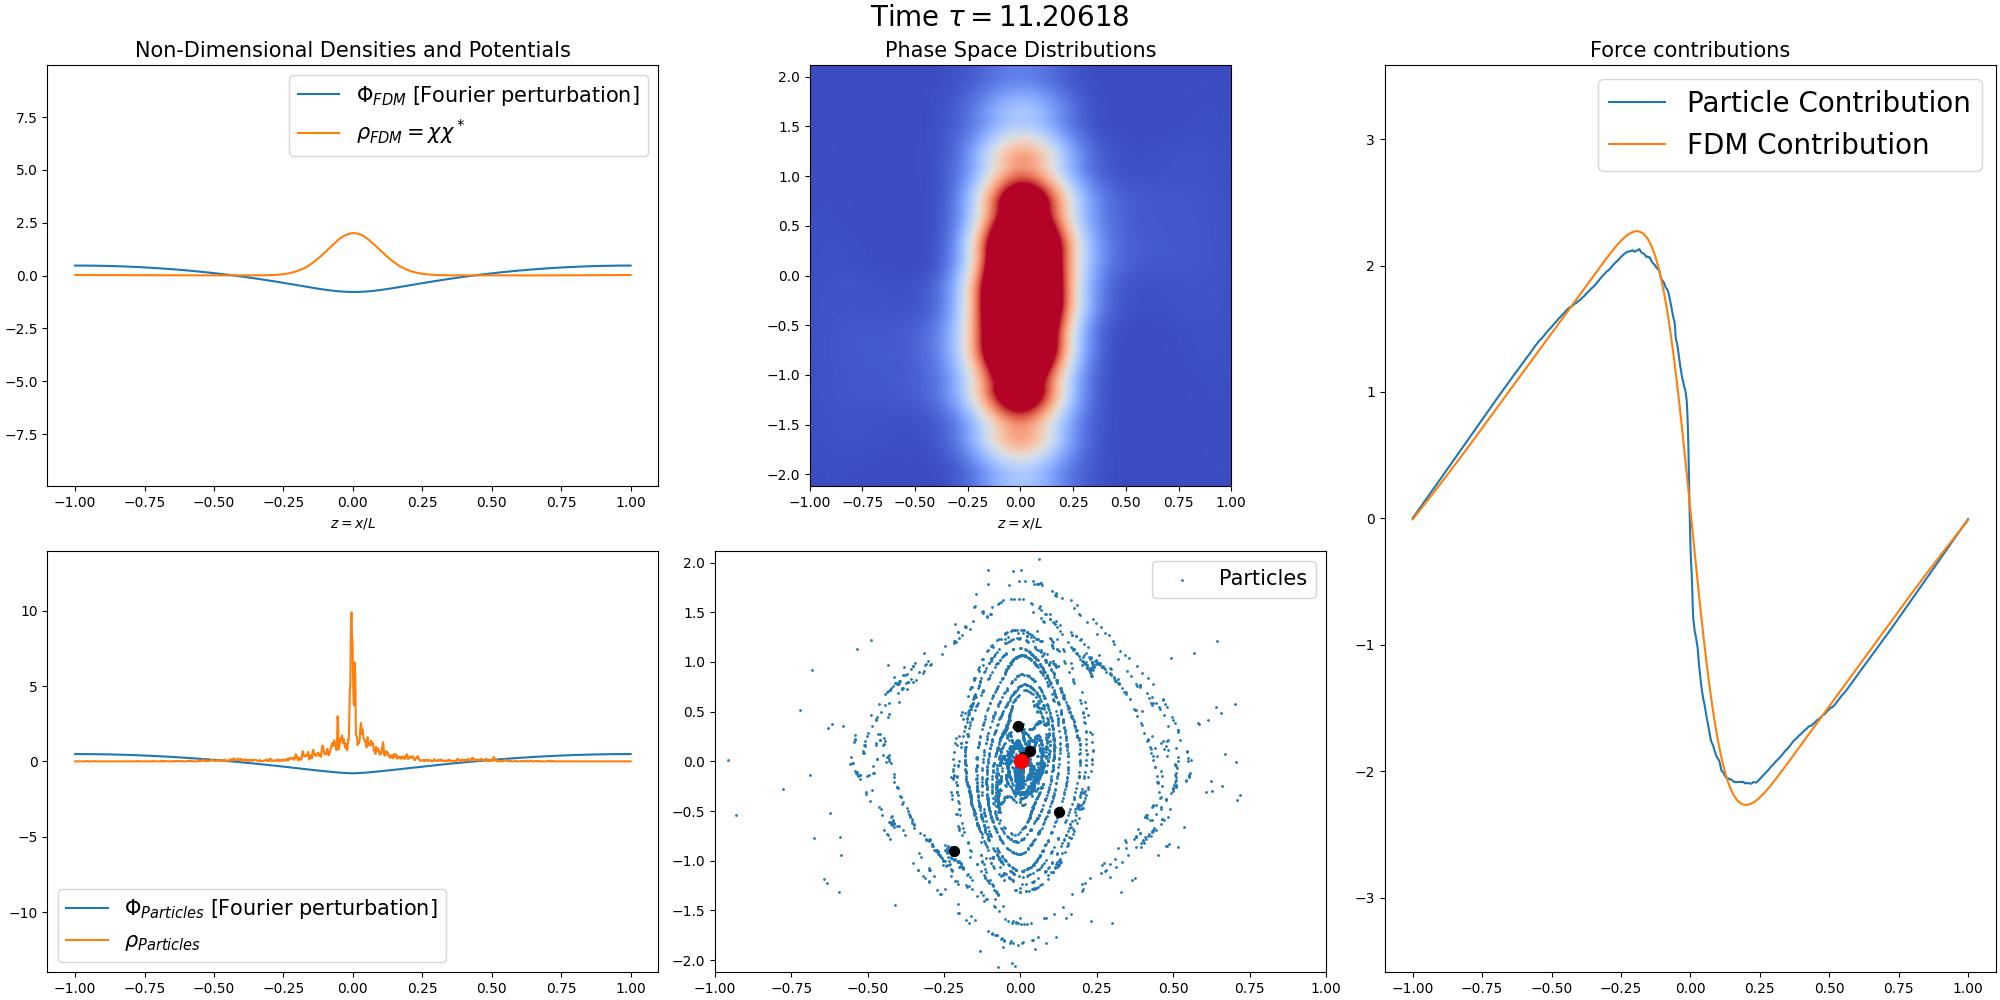 Time τ = 11.20618
Non-Dimensional Densities and Potentials
Φ_FDM [Fourier perturbation]
ρ_FDM = χχ*
7.5
5.0
2.5
0.0
−2.5
−5.0
−7.5
−1.00 −0.75 −0.50 −0.25 0.00 0.25 0.50 0.75 1.00
z = x/L
Phase Space Distributions
2.0
1.5
1.0
0.5
0.0
−0.5
−1.0
−1.5
−2.0
−1.00 −0.75 −0.50 −0.25 0.00 0.25 0.50 0.75 1.00
z = x/L
Force contributions
Particle Contribution
FDM Contribution
3
2
1
0
−1
−2
−3
−1.00 −0.75 −0.50 −0.25 0.00 0.25 0.50 0.75 1.00
10
5
0
−5
−10
Φ_Particles [Fourier perturbation]
ρ_Particles
−1.00 −0.75 −0.50 −0.25 0.00 0.25 0.50 0.75 1.00
Particles
2.0
1.5
1.0
0.5
0.0
−0.5
−1.0
−1.5
−2.0
−1.00 −0.75 −0.50 −0.25 0.00 0.25 0.50 0.75 1.00